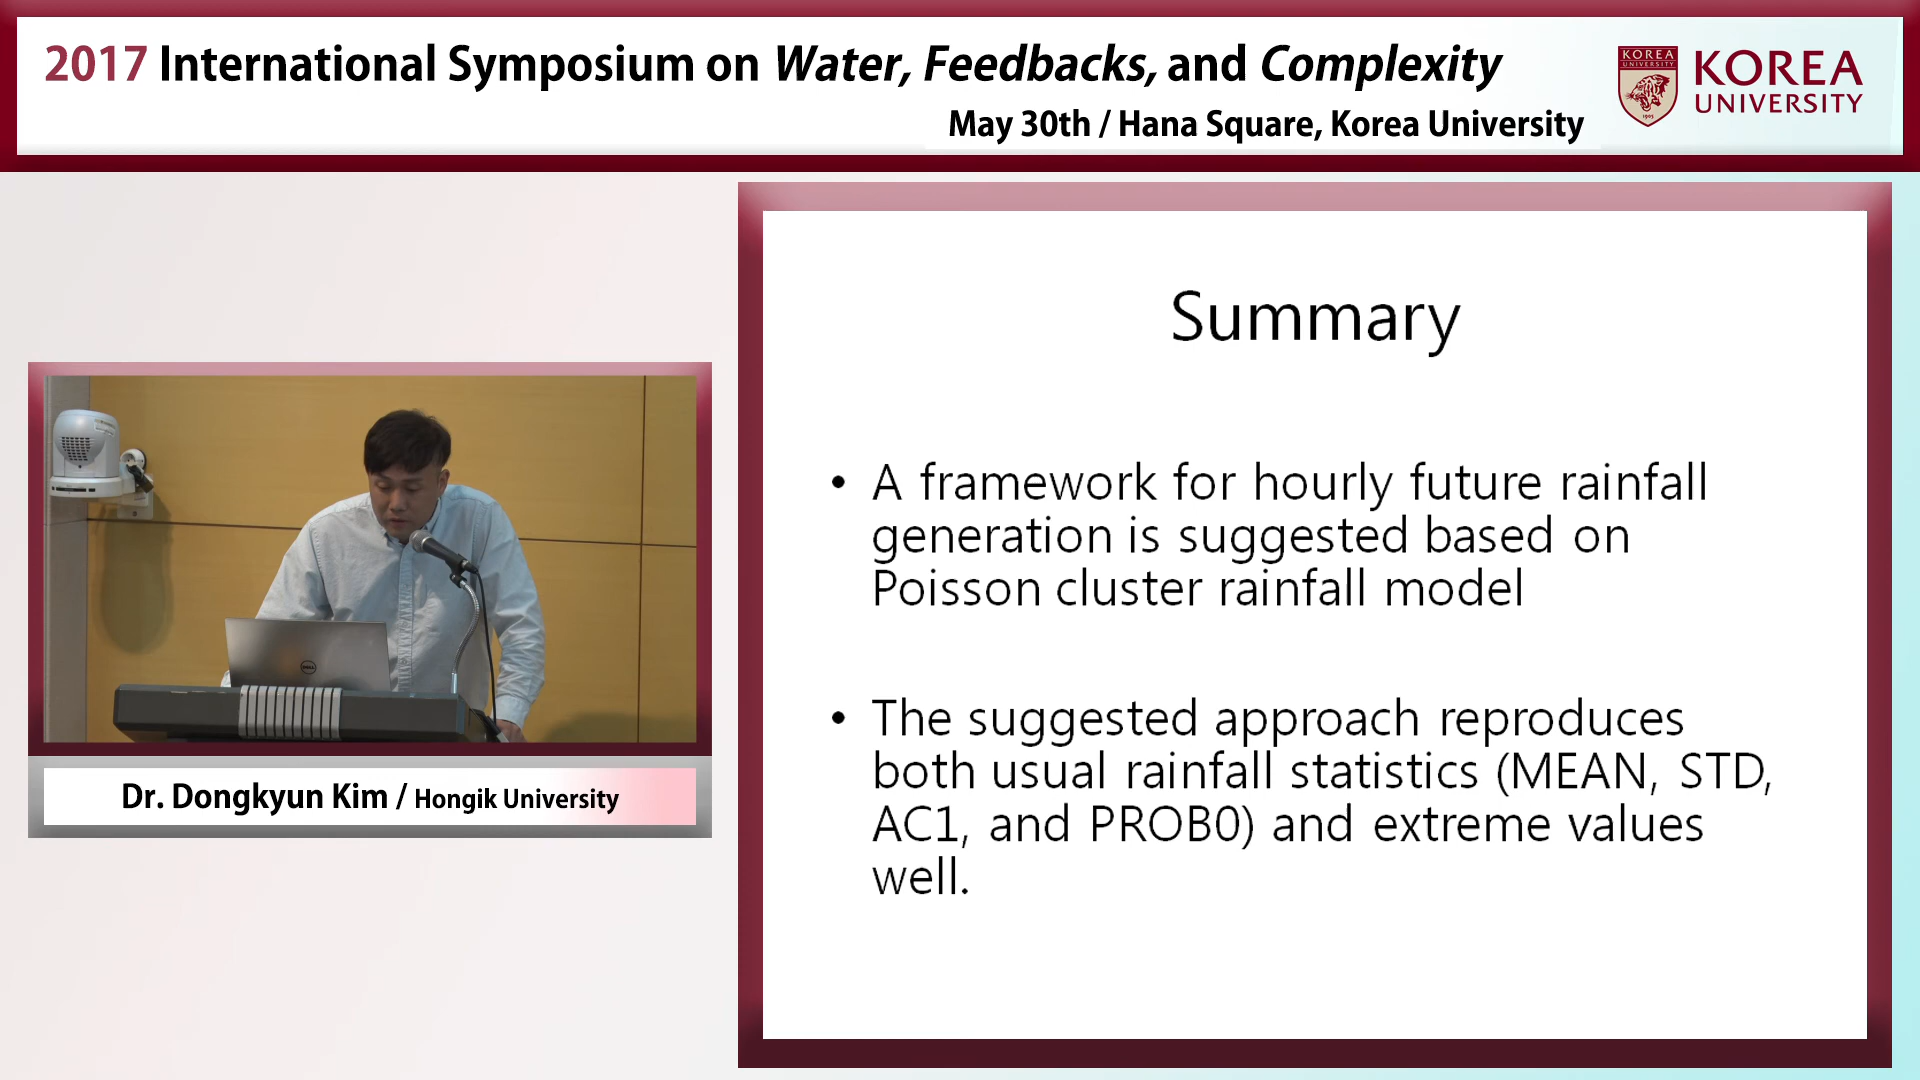 2017 International Symposium on Water, Feedbacks, and Complexity
May 30th / Hana Square, Korea University
KOREA
UNIVERSITY
1905
KOREA
UNIVERSITY
DELL
Dr. Dongkyun Kim / Hongik University
Summary
• A framework for hourly future rainfall
generation is suggested based on
Poisson cluster rainfall model
• The suggested approach reproduces
both usual rainfall statistics (MEAN, STD,
AC1, and PROB0) and extreme values
well.